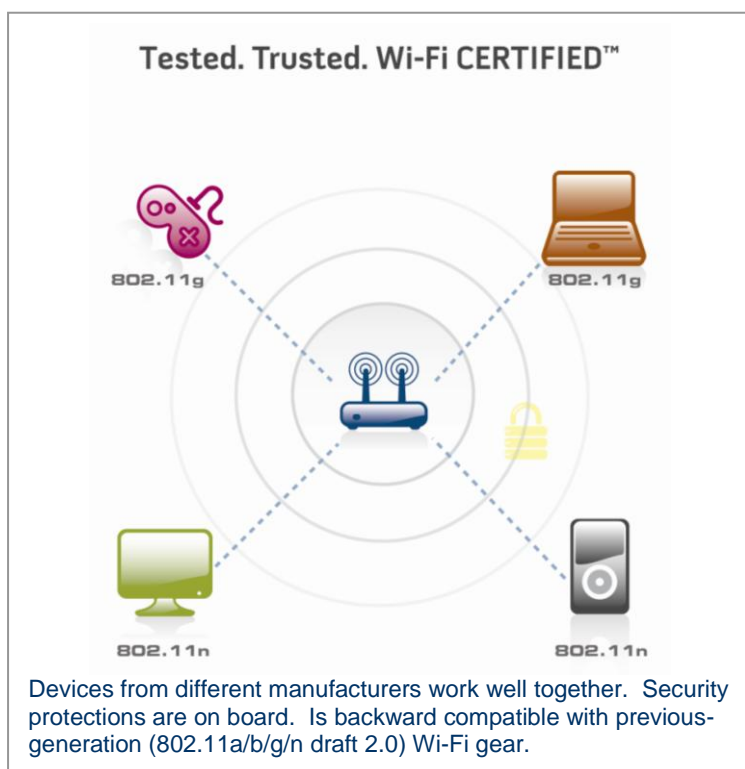 Tested. Trusted. Wi-Fi CERTIFIED™
802.11g
802.11g
802.11n
802.11n
Devices from different manufacturers work well together.  Security
protections are on board.  Is backward compatible with previous-
generation (802.11a/b/g/n draft 2.0) Wi-Fi gear.